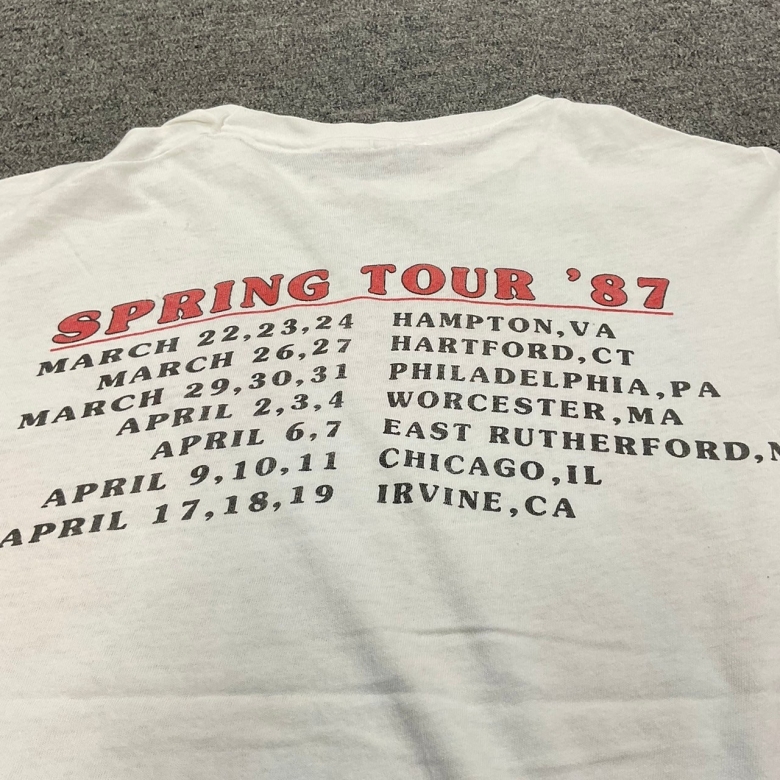 SPRING TOUR '87
MARCH 22,23,24 HAMPTON,VA
MARCH 26,27 HARTFORD,CT
MARCH 29,30,31 PHILADELPHIA,PA
APRIL 2,3,4 WORCESTER,MA
APRIL 6,7 EAST RUTHERFORD,
APRIL 9,10,11 CHICAGO,IL
APRIL 17,18,19 IRVINE,CA